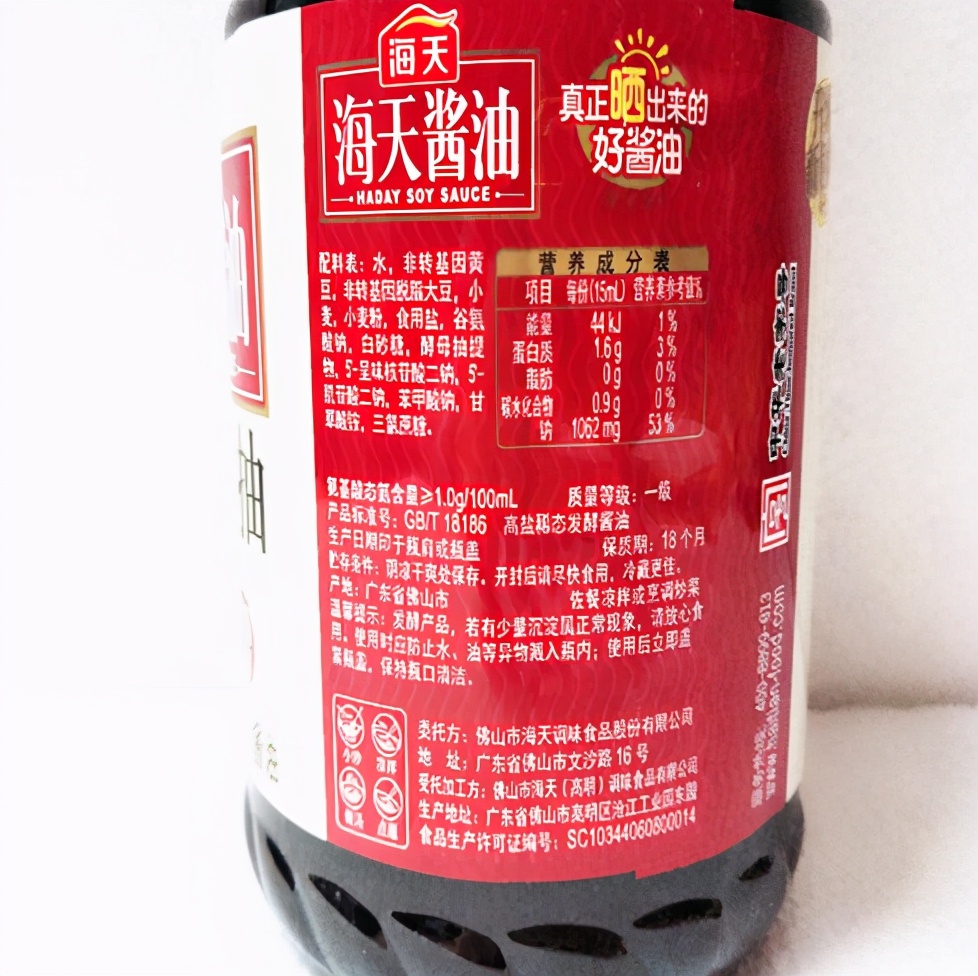 海天
海天酱油
HADAY SOY SAUCE
真正晒出来的
好酱油
配料表：水，非转基因黄
豆，非转基因脱脂大豆，小
麦，小麦粉，食用盐，谷氨
酸钠，白砂糖，酵母抽提
物，5-呈味核苷酸二钠，5-
肌苷酸二钠，苯甲酸钠，甘
草酸铵，三氯蔗糖。
营养成分表
项目 每份(15mL) 营养素参考值%
能量 44kJ 1%
蛋白质 1.6g 3%
脂肪 0g 0%
碳水化合物 0.9g 0%
钠 1062mg 53%
氨基酸态氮含量≥1.0g/100mL 质量等级：一级
产品标准号：GB/T 18186 高盐稀态发酵酱油
生产日期印于瓶肩或瓶盖 保质期：18个月
贮存条件：阴凉干爽处保存，开封后请尽快食用，冷藏更佳。
产地：广东省佛山市 佐餐凉拌或烹调炒菜
温馨提示：发酵产品，若有少量沉淀属正常现象，请放心食
用。使用时应防止水、油等异物溅入瓶内；使用后立即盖
紧瓶盖，保持瓶口清洁。
委托方：佛山市海天调味食品股份有限公司
地 址：广东省佛山市文沙路16号
受托加工方：佛山市海天（高明）调味食品有限公司
生产地址：广东省佛山市高明区沧江工业园东园
食品生产许可证编号：SC10344060800014
中华老字号
油
抽